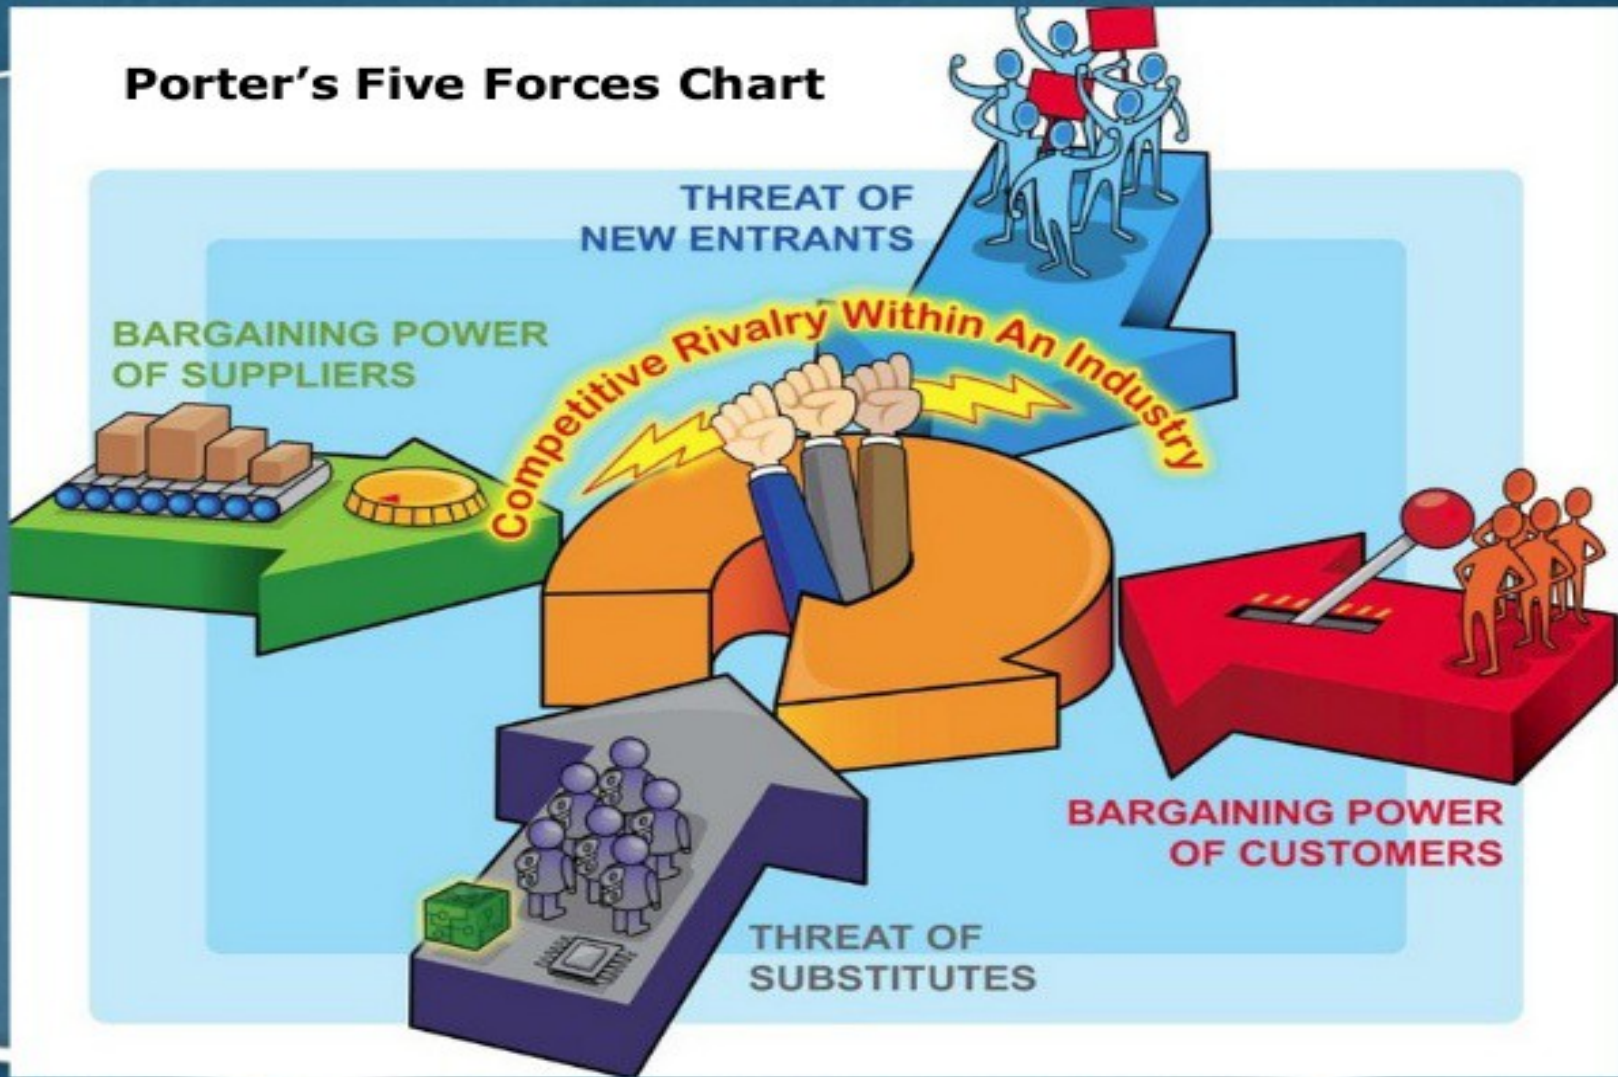 Porter's Five Forces Chart
THREAT OF
NEW ENTRANTS
BARGAINING POWER
OF SUPPLIERS
Competitive Rivalry Within An Industry
BARGAINING POWER
OF CUSTOMERS
THREAT OF
SUBSTITUTES